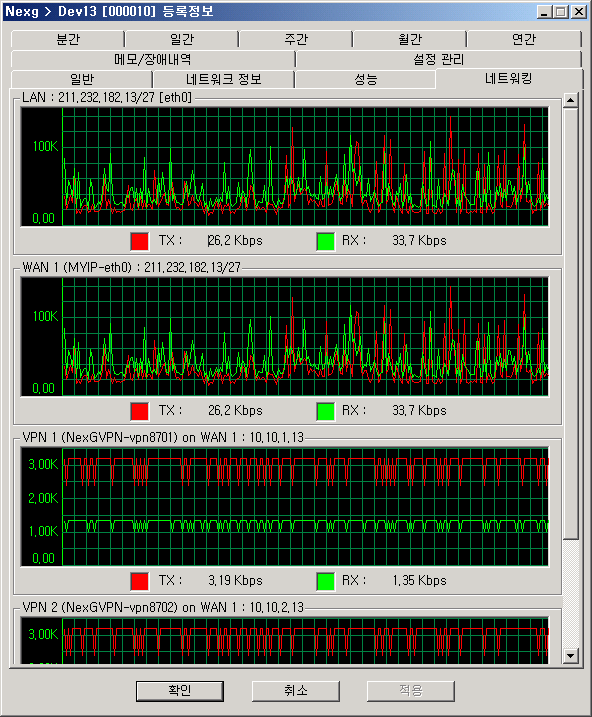 Nexg > Dev13 [000010] 등록정보
분간 일간 주간 월간 연간
메모/장애내역 설정 관리
일반 네트워크 정보 성능 네트워킹
LAN : 211,232,182,13/27 [eth0]
100K
0,00
TX : 26,2 Kbps RX : 33,7 Kbps
WAN 1 (MYIP-eth0) : 211,232,182,13/27
100K
0,00
TX : 26,2 Kbps RX : 33,7 Kbps
VPN 1 (NexGVPN-vpn8701) on WAN 1 : 10,10,1,13
3,00K
2,00K
1,00K
0,00
TX : 3,19 Kbps RX : 1,35 Kbps
VPN 2 (NexGVPN-vpn8702) on WAN 1 : 10,10,2,13
3,00K
확인 취소 적용